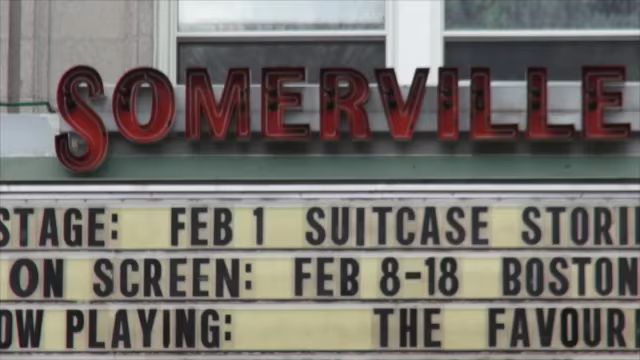 SOMERVILLE
STAGE: FEB 1 SUITCASE STORI
ON SCREEN: FEB 8-18 BOSTON
OW PLAYING: THE FAVOUR